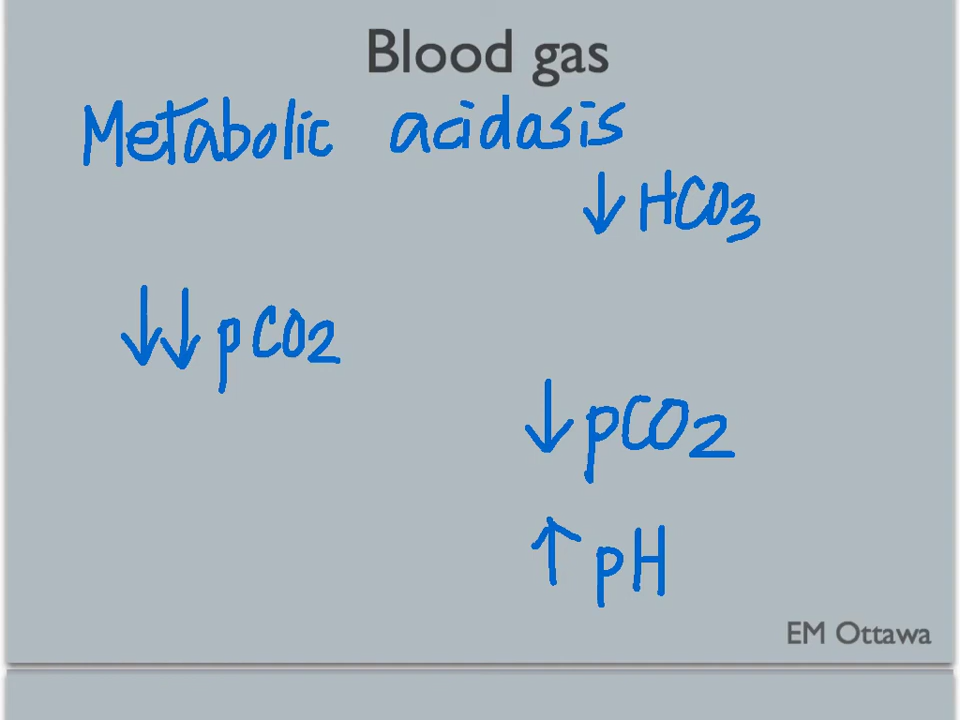 Blood gas
Metabolic acidasis
↓ HCO3
↓↓ pCO2
↓ pCO2
↑ pH
EM Ottawa